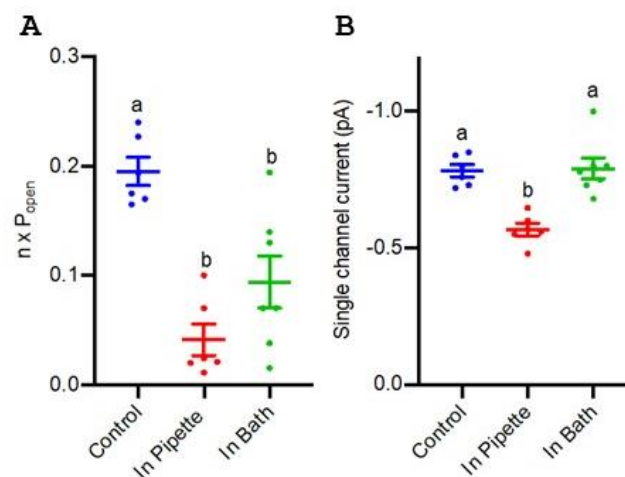 A
n x Popen
0.3
0.2
0.1
0.0
a
b
b
Control
In Pipette
In Bath
B
Single channel current (pA)
-1.0
-0.5
-0.0
a
b
a
Control
In Pipette
In Bath